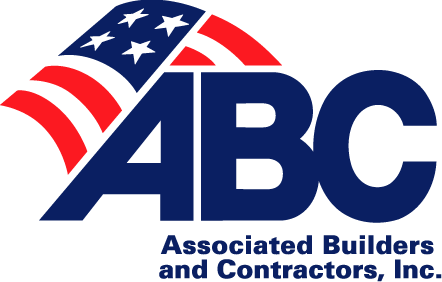 ABC
Associated Builders
and Contractors, Inc.